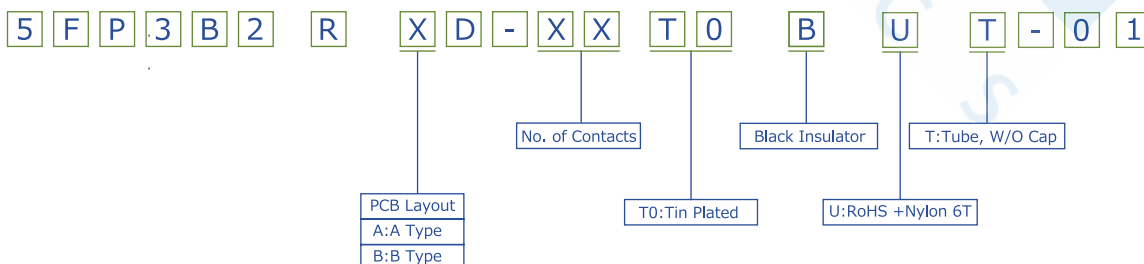 5FP3B2 R XD-XX T0 B U T-01
No. of Contacts
Black Insulator
T:Tube, W/O Cap
PCB Layout
A:A Type
B:B Type
T0:Tin Plated
U:RoHS +Nylon 6T